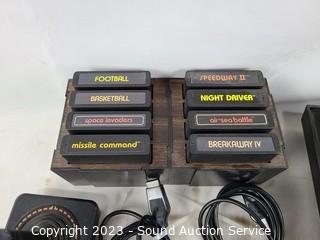 FOOTBALL
BASKETBALL
space invaders
missile command
SPEEDWAY II
NIGHT DRIVER
air-sea battle
BREAKAWAY IV
Copyright 2023 - Sound Auction Service